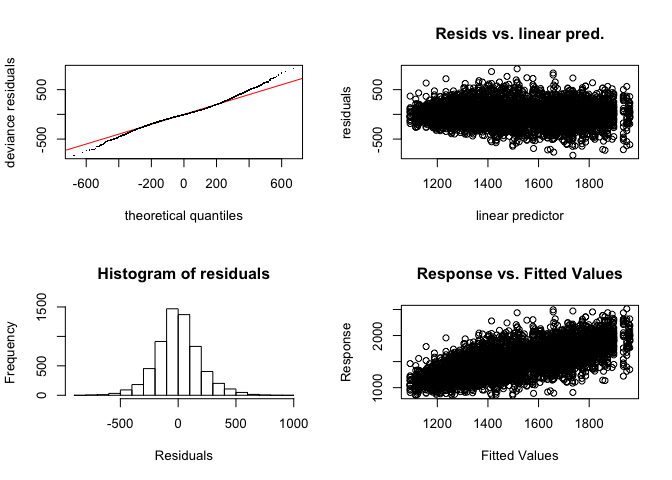 deviance residuals
-500
500
-600
-200
0
200
600
theoretical quantiles
Resids vs. linear pred.
residuals
-500
500
1200
1400
1600
1800
linear predictor
Histogram of residuals
Frequency
0
500
1500
-500
0
500
1000
Residuals
Response vs. Fitted Values
Response
1000
2000
1200
1400
1600
1800
Fitted Values